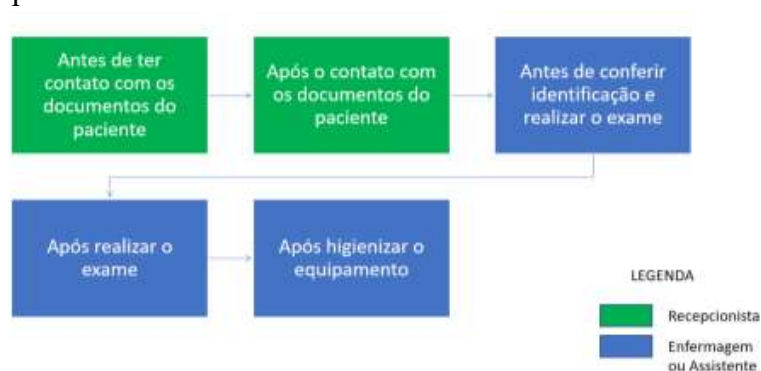 Antes de ter
contato com os
documentos do
paciente
Após o contato com
os documentos do
paciente
Antes de conferir
identificação e
realizar o exame
Após realizar o
exame
Após higienizar o
equipamento
LEGENDA
Recepcionista
Enfermagem
ou Assistente